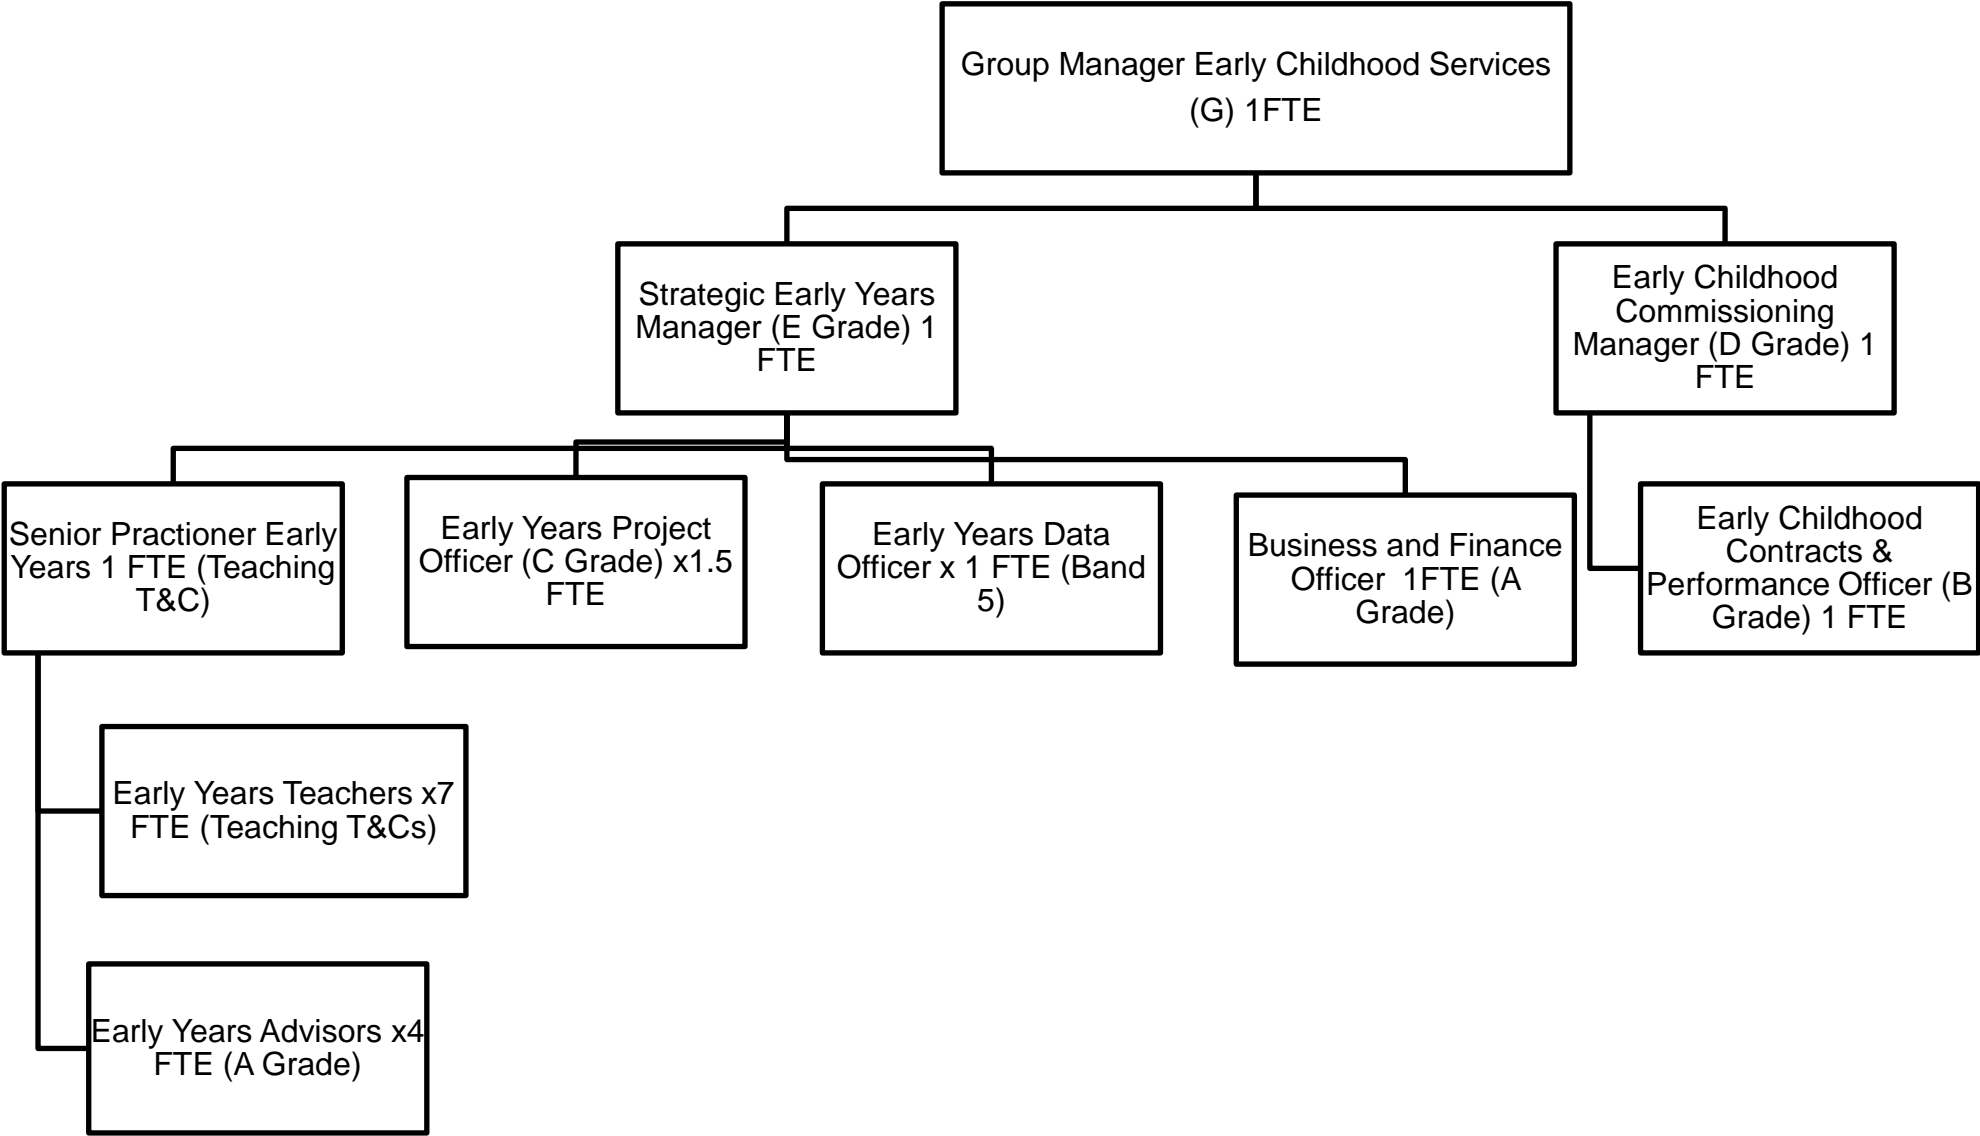 Group Manager Early Childhood Services
(G) 1FTE
Strategic Early Years
Manager (E Grade) 1
FTE
Early Childhood
Commissioning
Manager (D Grade) 1
FTE
Senior Practioner Early
Years 1 FTE (Teaching
T&C)
Early Years Project
Officer (C Grade) x1.5
FTE
Early Years Data
Officer x 1 FTE (Band
5)
Business and Finance
Officer  1FTE (A
Grade)
Early Childhood
Contracts &
Performance Officer (B
Grade) 1 FTE
Early Years Teachers x7
FTE (Teaching T&Cs)
Early Years Advisors x4
FTE (A Grade)